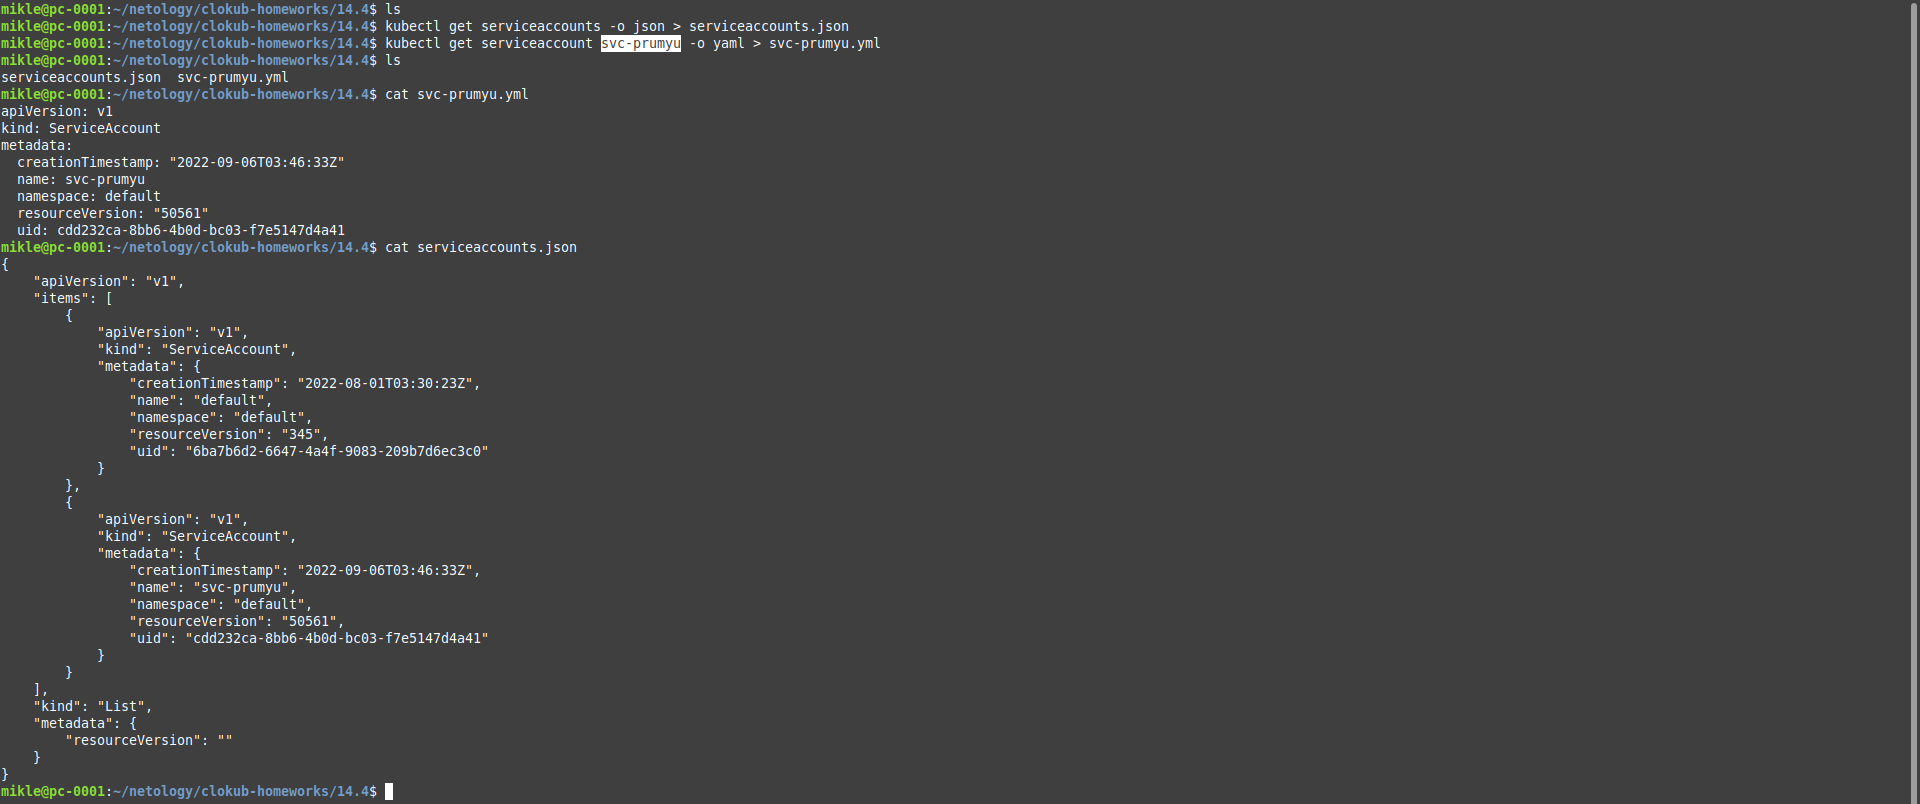 mikle@pc-0001:~/netology/clokub-homeworks/14.4$ ls
mikle@pc-0001:~/netology/clokub-homeworks/14.4$ kubectl get serviceaccounts -o json > serviceaccounts.json
mikle@pc-0001:~/netology/clokub-homeworks/14.4$ kubectl get serviceaccount svc-prumyu -o yaml > svc-prumyu.yml
mikle@pc-0001:~/netology/clokub-homeworks/14.4$ ls
serviceaccounts.json  svc-prumyu.yml
mikle@pc-0001:~/netology/clokub-homeworks/14.4$ cat svc-prumyu.yml
apiVersion: v1
kind: ServiceAccount
metadata:
  creationTimestamp: "2022-09-06T03:46:33Z"
  name: svc-prumyu
  namespace: default
  resourceVersion: "50561"
  uid: cdd232ca-8bb6-4b0d-bc03-f7e5147d4a41
mikle@pc-0001:~/netology/clokub-homeworks/14.4$ cat serviceaccounts.json
{
    "apiVersion": "v1",
    "items": [
        {
            "apiVersion": "v1",
            "kind": "ServiceAccount",
            "metadata": {
                "creationTimestamp": "2022-08-01T03:30:23Z",
                "name": "default",
                "namespace": "default",
                "resourceVersion": "345",
                "uid": "6ba7b6d2-6647-4a4f-9083-209b7d6ec3c0"
            }
        },
        {
            "apiVersion": "v1",
            "kind": "ServiceAccount",
            "metadata": {
                "creationTimestamp": "2022-09-06T03:46:33Z",
                "name": "svc-prumyu",
                "namespace": "default",
                "resourceVersion": "50561",
                "uid": "cdd232ca-8bb6-4b0d-bc03-f7e5147d4a41"
            }
        }
    ],
    "kind": "List",
    "metadata": {
        "resourceVersion": ""
    }
}
mikle@pc-0001:~/netology/clokub-homeworks/14.4$